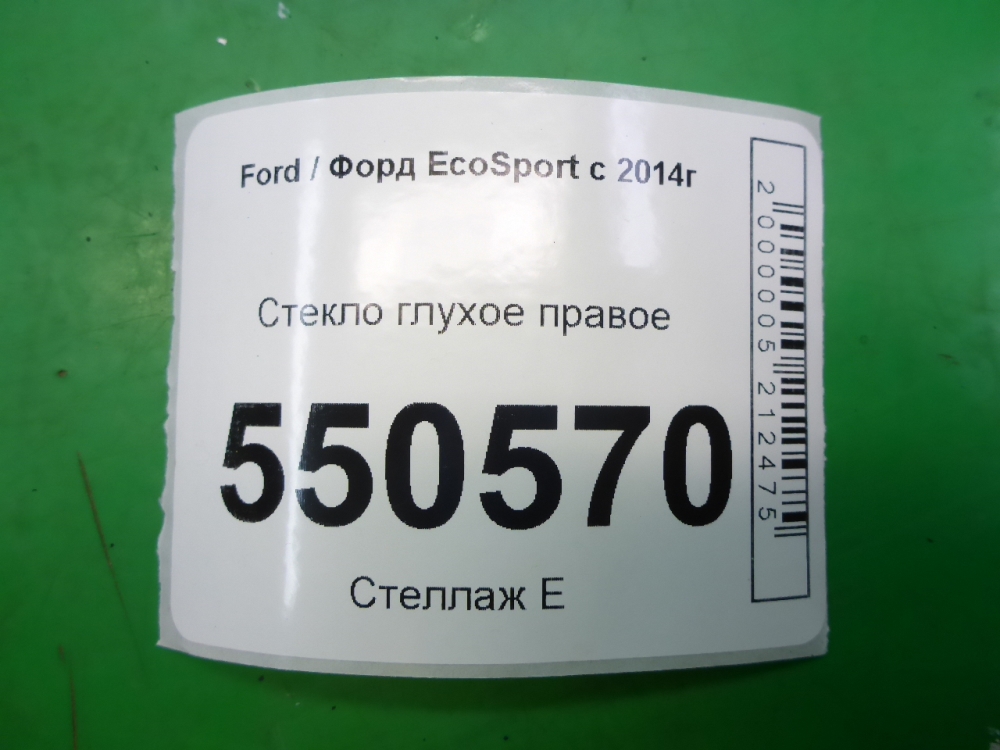 Ford / Форд EcoSport с 2014г
Стекло глухое правое
550570
Стеллаж Е
2000005212475